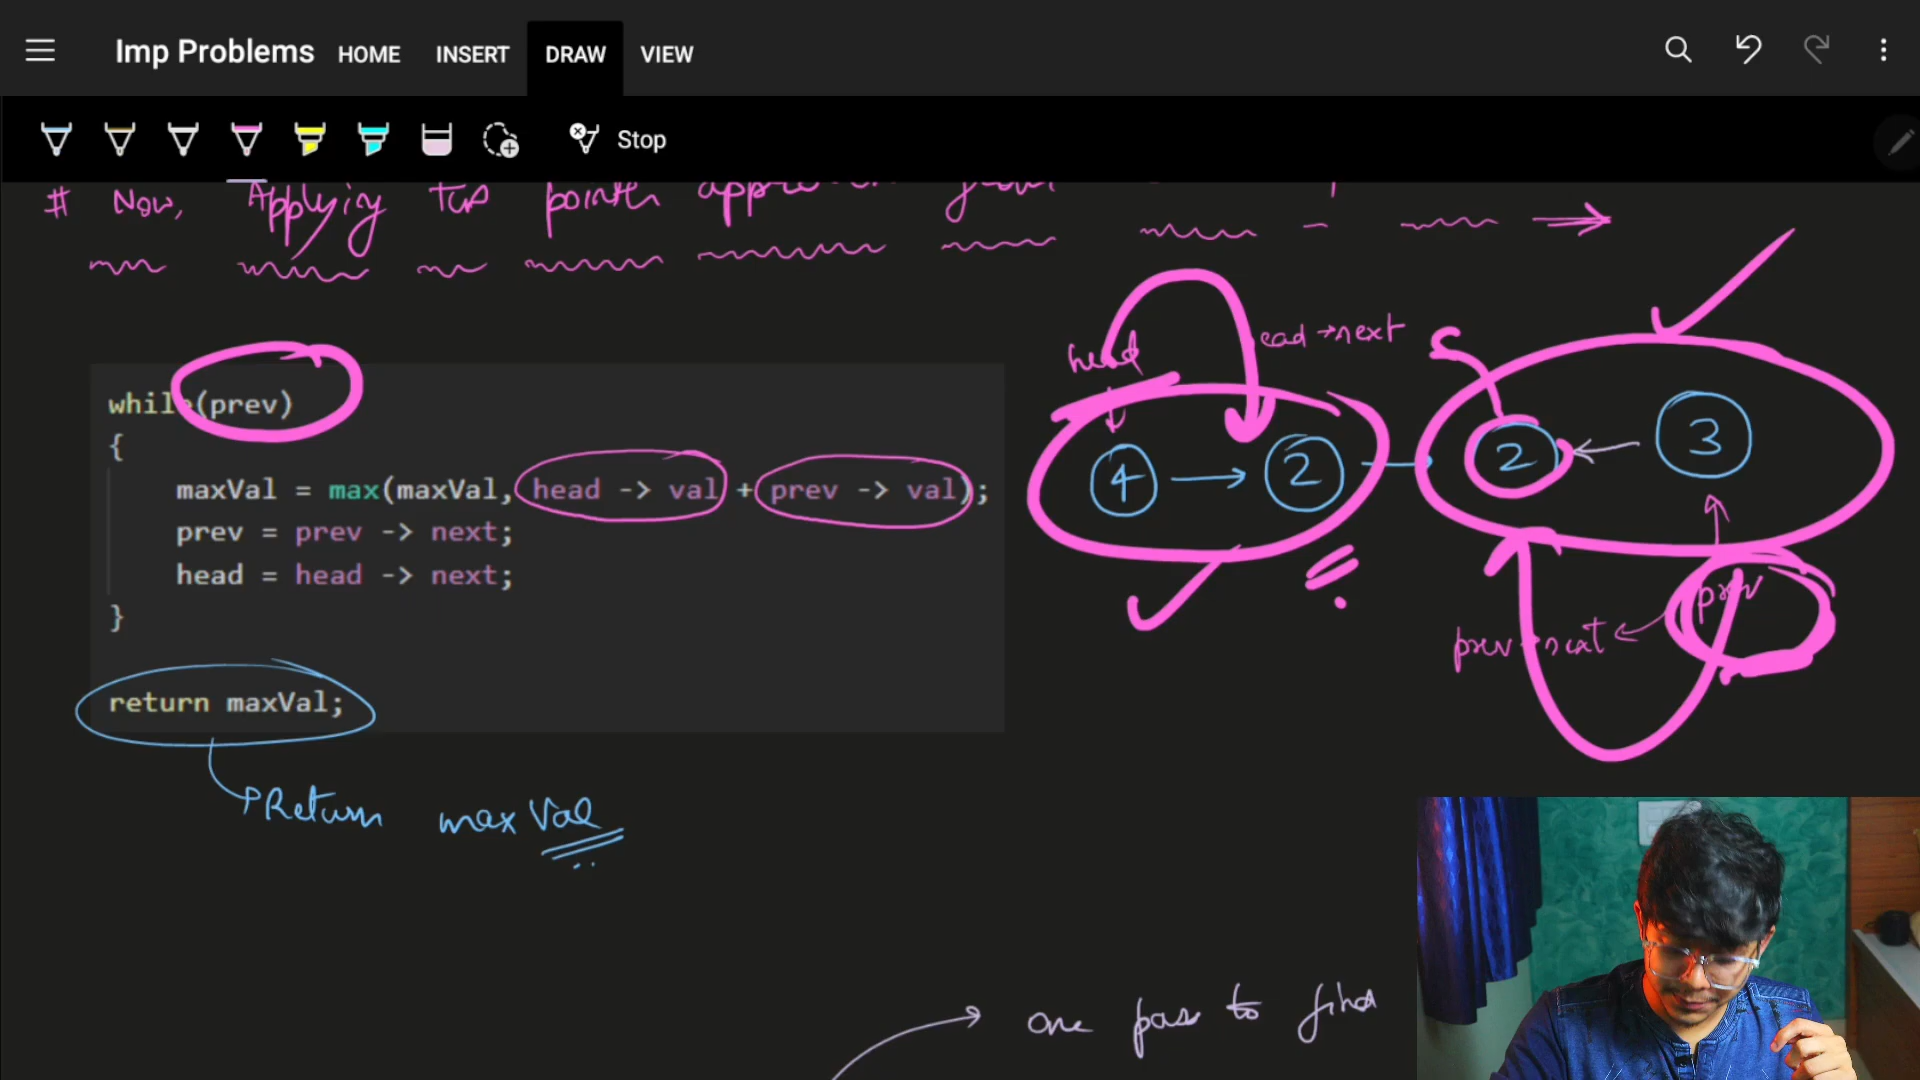 Imp Problems HOME INSERT DRAW VIEW
Stop
# Now, Applying two pointer
while(prev)
{
maxVal = max(maxVal, head -> val + prev -> val);
prev = prev -> next;
head = head -> next;
}
return maxVal;
Return maxVal
head
ead → next
4 2 2 3
prev
prev → next
one pass to find